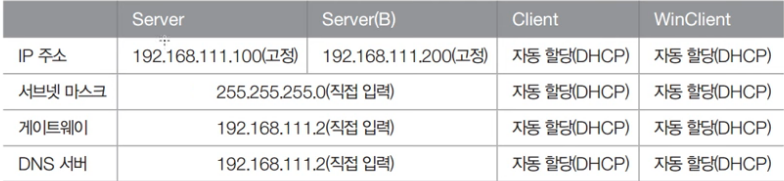 Server Server(B) Client WinClient
IP 주소 192.168.111.100(고정) 192.168.111.200(고정) 자동 할당(DHCP) 자동 할당(DHCP)
서브넷 마스크 255.255.255.0(직접 입력) 자동 할당(DHCP) 자동 할당(DHCP)
게이트웨이 192.168.111.2(직접 입력) 자동 할당(DHCP) 자동 할당(DHCP)
DNS 서버 192.168.111.2(직접 입력) 자동 할당(DHCP) 자동 할당(DHCP)